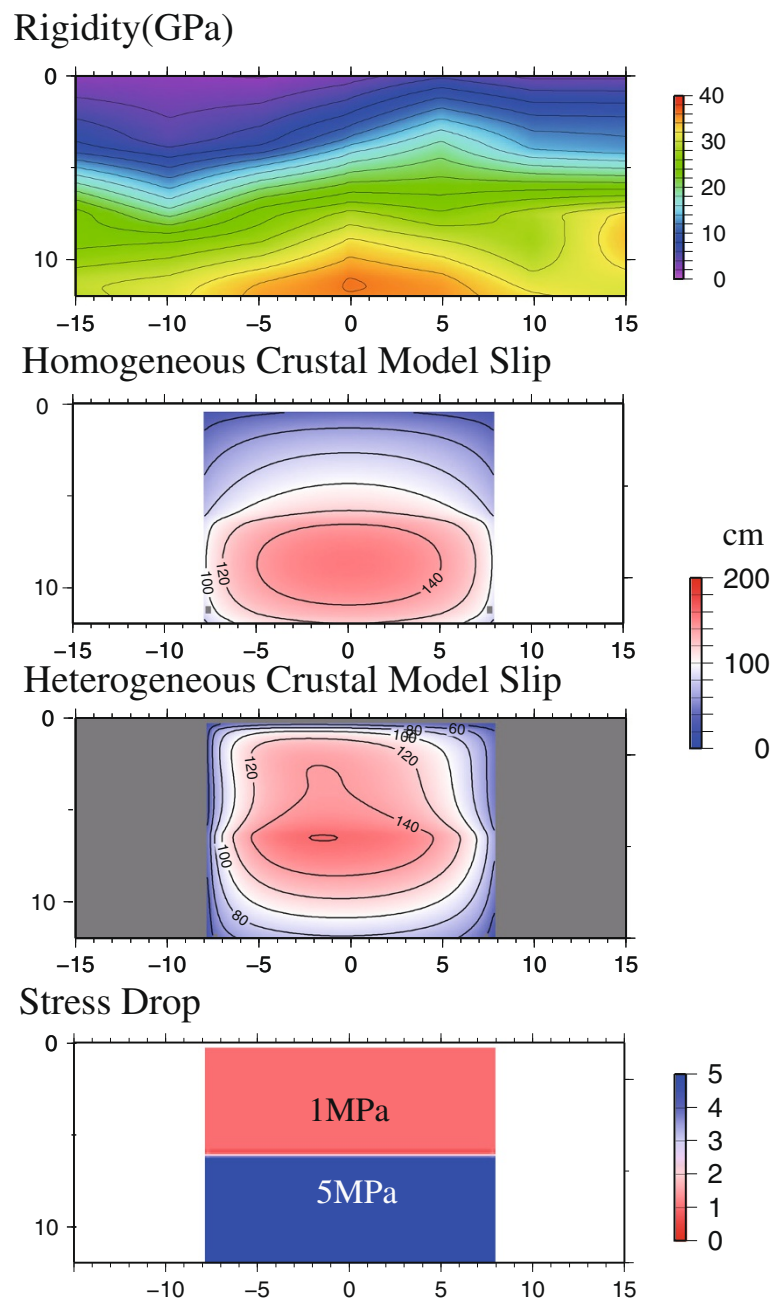 Rigidity(GPa)
0
10
−15 −10 −5 0 5 10 15
40
30
20
10
0
Homogeneous Crustal Model Slip
0
10
100 120 140
−15 −10 −5 0 5 10 15
cm
200
100
0
Heterogeneous Crustal Model Slip
0
10
80 60
100
120 120
140
100
80
−15 −10 −5 0 5 10 15
Stress Drop
0
10
1MPa
5MPa
−10 −5 0 5 10 15
5
4
3
2
1
0